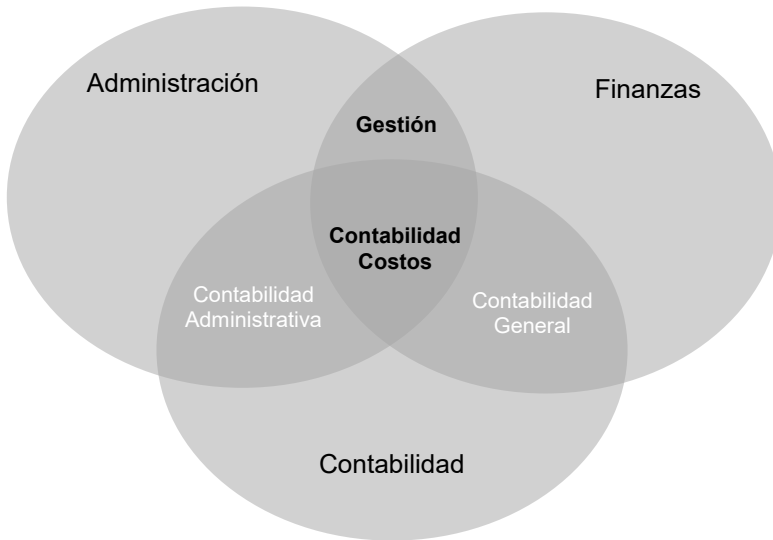 Administración
Finanzas
Gestión
Contabilidad
Costos
Contabilidad
Administrativa
Contabilidad
General
Contabilidad